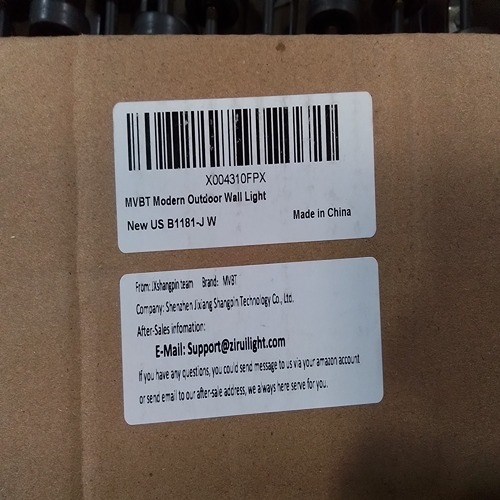 X004310FPX
MVBT Modern Outdoor Wall Light
New US B1181-J W
Made in China
From: JXshangpin team Brand: MVBT
Company: Shenzhen Jixiang Shangpin Technology Co., Ltd.
After-Sales infomation:
E-Mail: Support@ziruilight.com
If you have any questions, you could send message to us via your amazon account
or send email to our after-sale address, we always here serve for you.